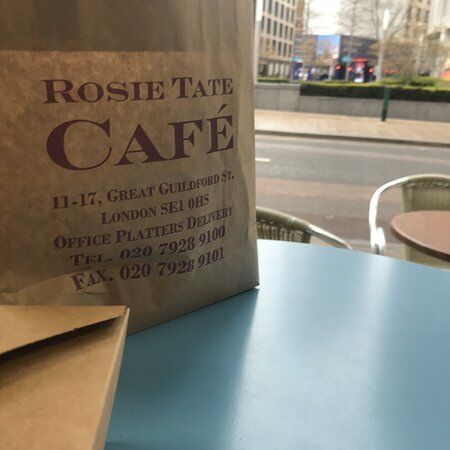 ROSIE TATE
CAFÉ
11-17, GREAT GUILDFORD ST.
LONDON SE1 0HS
OFFICE PLATTERS DELIVERY
TEL. 020 7928 9100
FAX. 020 7928 9101